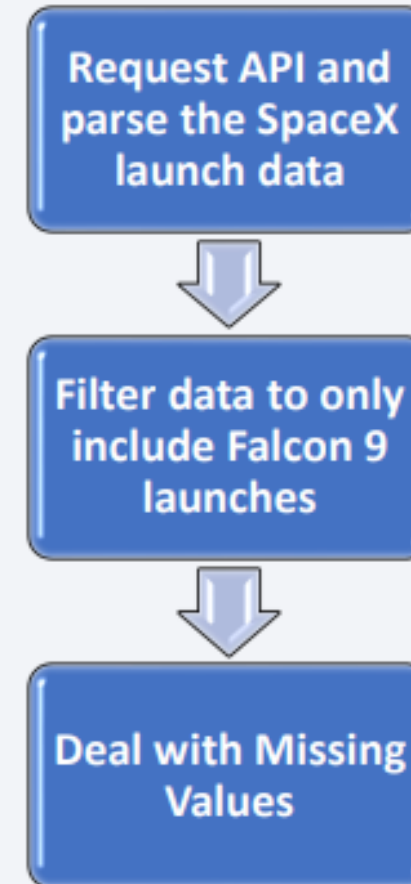 Request API and
parse the SpaceX
launch data
Filter data to only
include Falcon 9
launches
Deal with Missing
Values